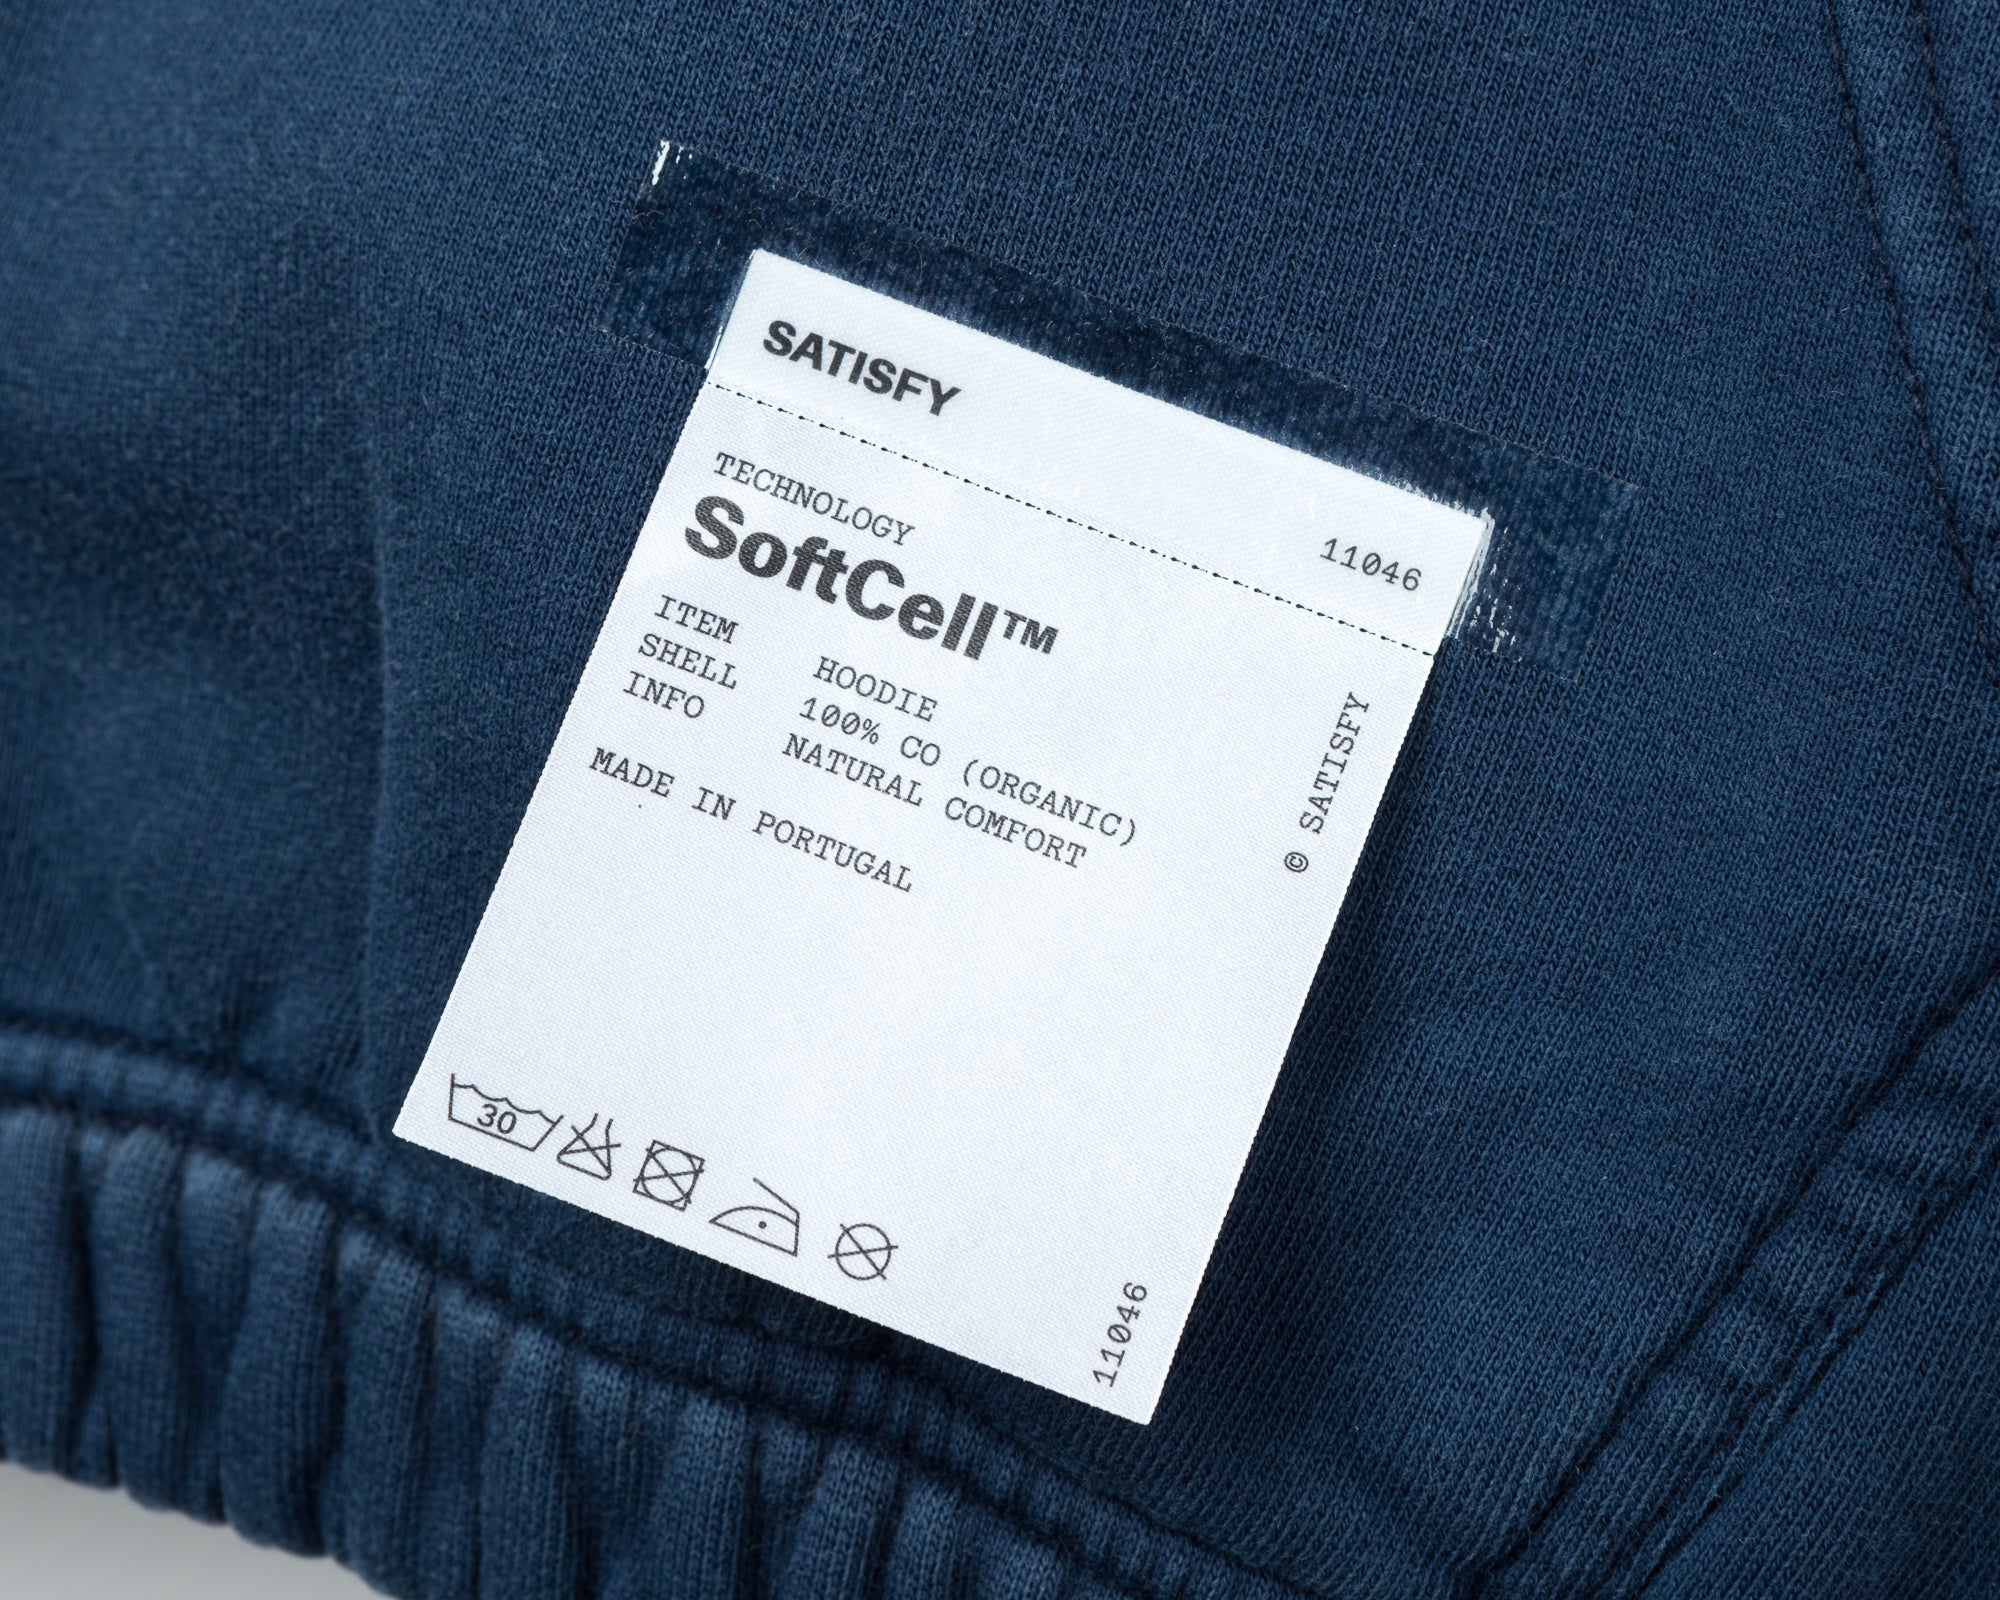 SATISFY
11046
TECHNOLOGY
SoftCell™
ITEM HOODIE
SHELL 100% CO (ORGANIC)
INFO NATURAL COMFORT
MADE IN PORTUGAL
© SATISFY
30
11046